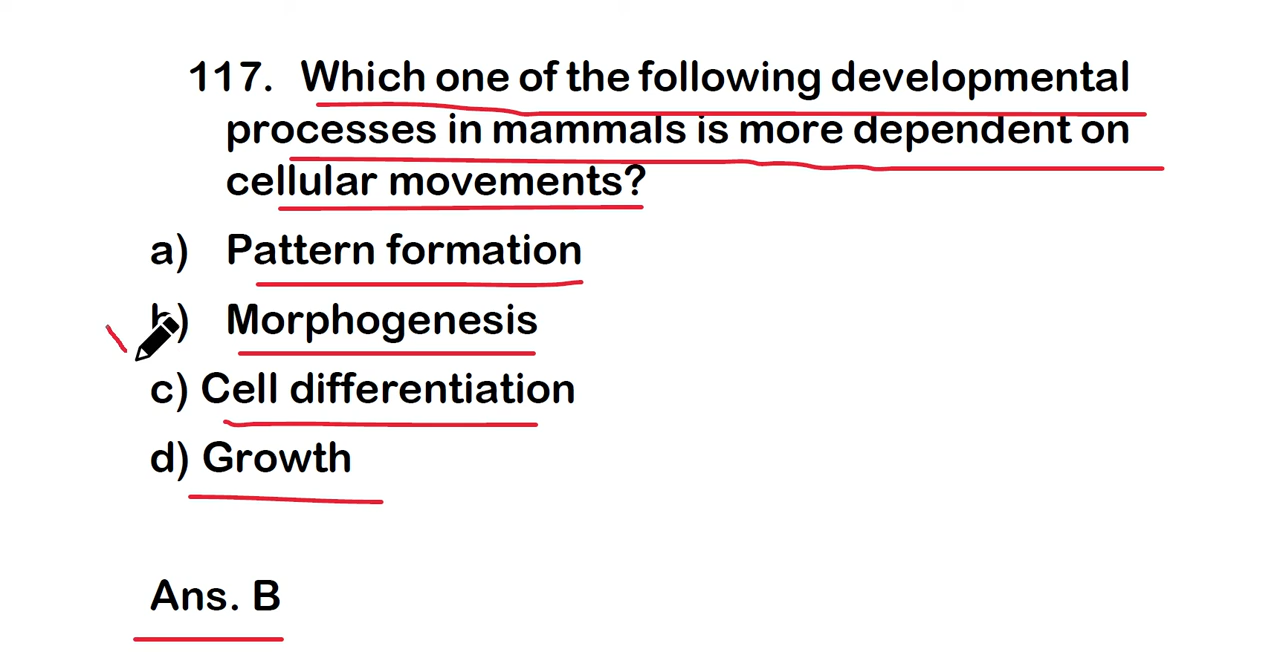 117. Which one of the following developmental
processes in mammals is more dependent on
cellular movements?
a) Pattern formation
b) Morphogenesis
c) Cell differentiation
d) Growth
Ans. B